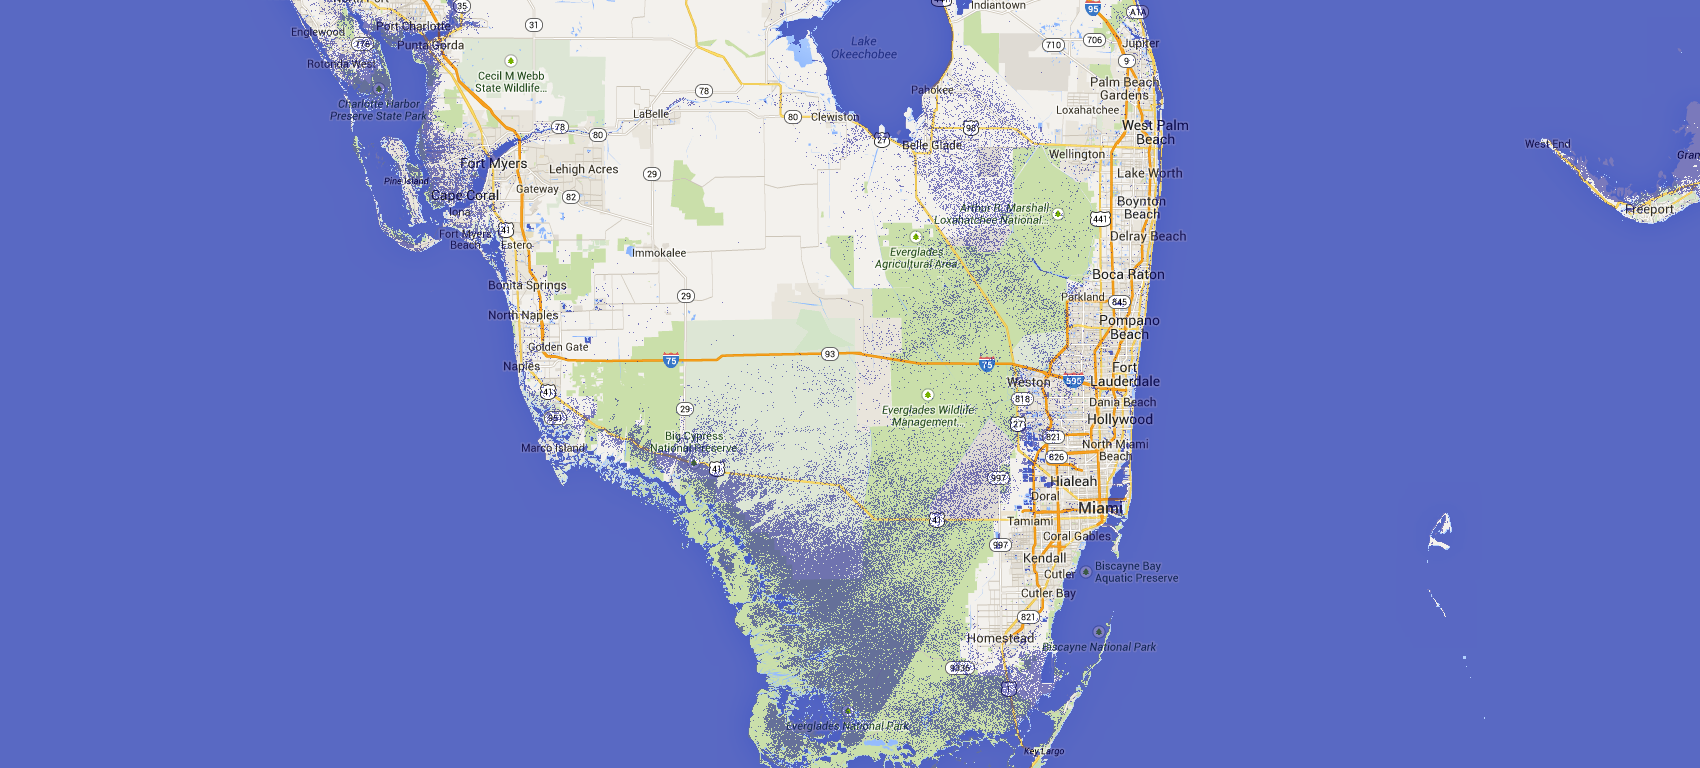 35
Indiantown
95
A1A
Port Charlotte
31
Englewood
776
Punta Gorda
Lake
Okeechobee
710
706
Jupiter
Rotonda West
9
Cecil M Webb
State Wildlife...
78
Pahokee
Palm Beach
Gardens
Charlotte Harbor
Preserve State Park
LaBelle
80
Clewiston
Loxahatchee
78
80
27
98
West Palm
Beach
Belle Glade
West End
Fort Myers
Lehigh Acres
29
Wellington
Pine Island
Gateway
Lake Worth
Cape Coral
82
Boynton
Beach
Iona
Arthur R. Marshall
Loxahatchee National...
441
Freeport
Fort Myers
Beach
41
Estero
Delray Beach
Immokalee
Everglades
Agricultural Area...
Boca Raton
Bonita Springs
29
Parkland
845
North Naples
Pompano
Beach
Golden Gate
75
93
75
Naples
Weston
595
Fort
Lauderdale
41
29
Everglades Wildlife
Management...
818
Dania Beach
951
27
Hollywood
Marco Island
Big Cypress
National Preserve
821
North Miami
Beach
826
41
997
Hialeah
Doral
Miami
41
Tamiami
Coral Gables
997
Kendall
Cutler
Biscayne Bay
Aquatic Preserve
Cutler Bay
821
Homestead
Biscayne National Park
9336
1
Everglades National Park
Key Largo